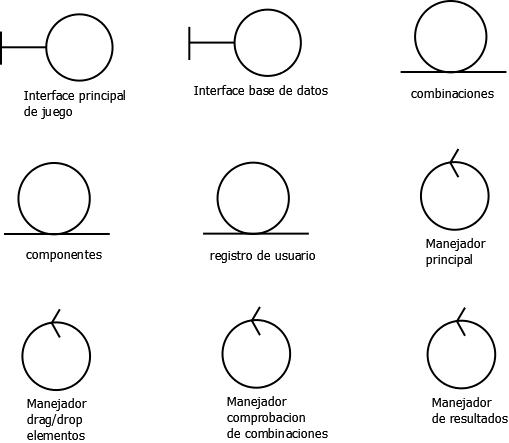 Interface principal
de juego
Interface base de datos
combinaciones
componentes
registro de usuario
Manejador
principal
Manejador
drag/drop
elementos
Manejador
comprobacion
de combinaciones
Manejador
de resultados